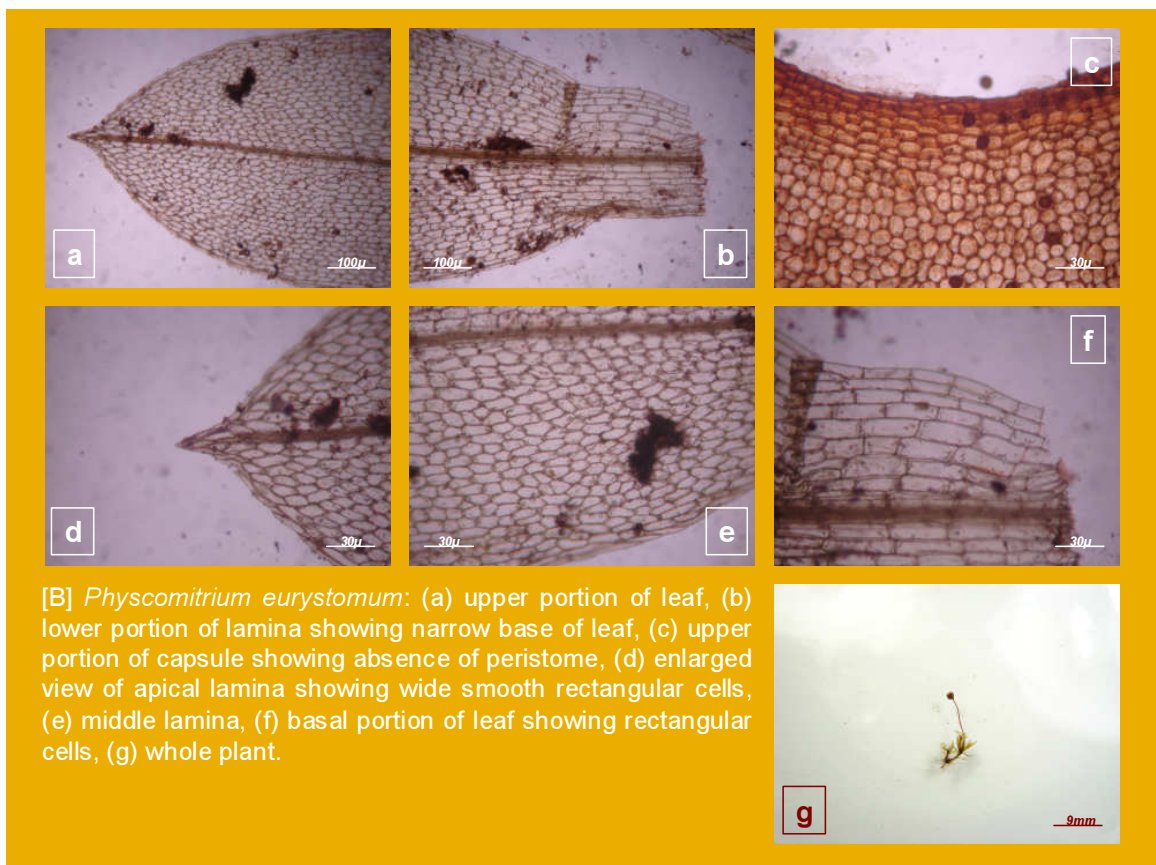 c
a
100µ
100µ
b
30µ
f
d
30µ
30µ
e
30µ
[B] Physcomitrium eurystomum: (a) upper portion of leaf, (b)
lower portion of lamina showing narrow base of leaf, (c) upper
portion of capsule showing absence of peristome, (d) enlarged
view of apical lamina showing wide smooth rectangular cells,
(e) middle lamina, (f) basal portion of leaf showing rectangular
cells, (g) whole plant.
g
9mm